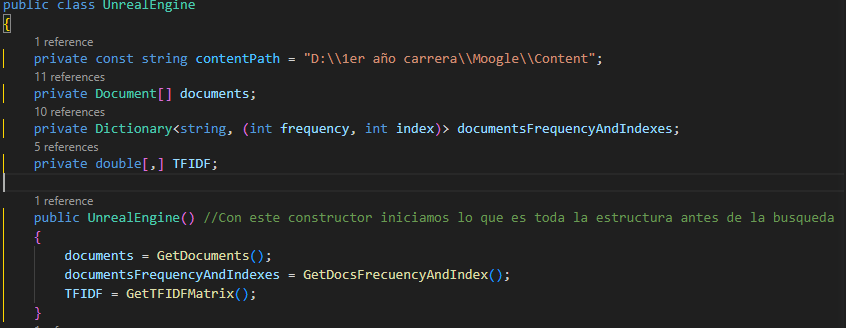 public class UnrealEngine
{
1 reference
private const string contentPath = "D:\\1er año carrera\\Moogle\\Content";
11 references
private Document[] documents;
10 references
private Dictionary<string, (int frequency, int index)> documentsFrequencyAndIndexes;
5 references
private double[,] TFIDF;
1 reference
public UnrealEngine() //Con este constructor iniciamos lo que es toda la estructura antes de la busqueda
{
documents = GetDocuments();
documentsFrequencyAndIndexes = GetDocsFrecuencyAndIndex();
TFIDF = GetTFIDFMatrix();
}